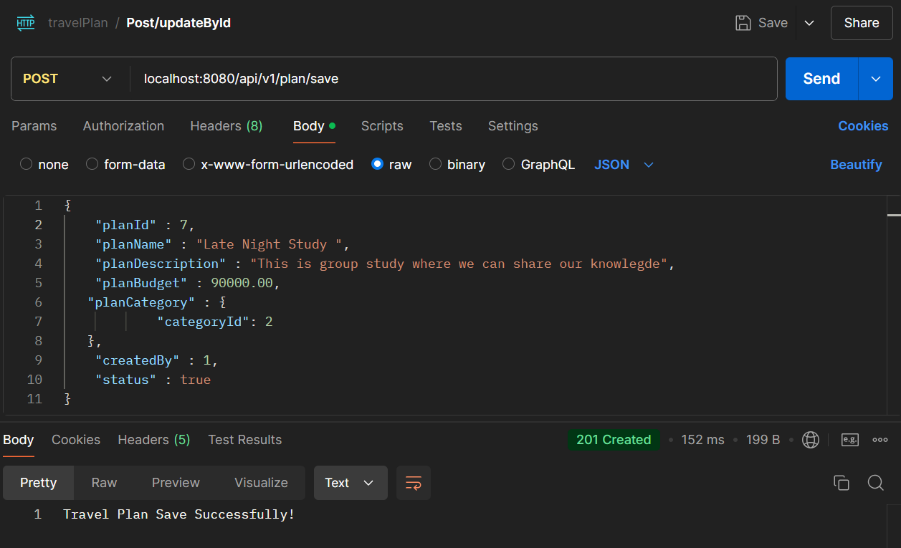 HTTP travelPlan / Post/updateById Save Share
POST localhost:8080/api/v1/plan/save Send
Params Authorization Headers (8) Body Scripts Tests Settings Cookies
none form-data x-www-form-urlencoded raw binary GraphQL JSON Beautify
1 {
2 "planId" : 7,
3 "planName" : "Late Night Study ",
4 "planDescription" : "This is group study where we can share our knowlegde",
5 "planBudget" : 90000.00,
6 "planCategory" : {
7 "categoryId": 2
8 },
9 "createdBy" : 1,
10 "status" : true
11 }
Body Cookies Headers (5) Test Results 201 Created • 152 ms • 199 B • e.g.
Pretty Raw Preview Visualize Text
1 Travel Plan Save Successfully!